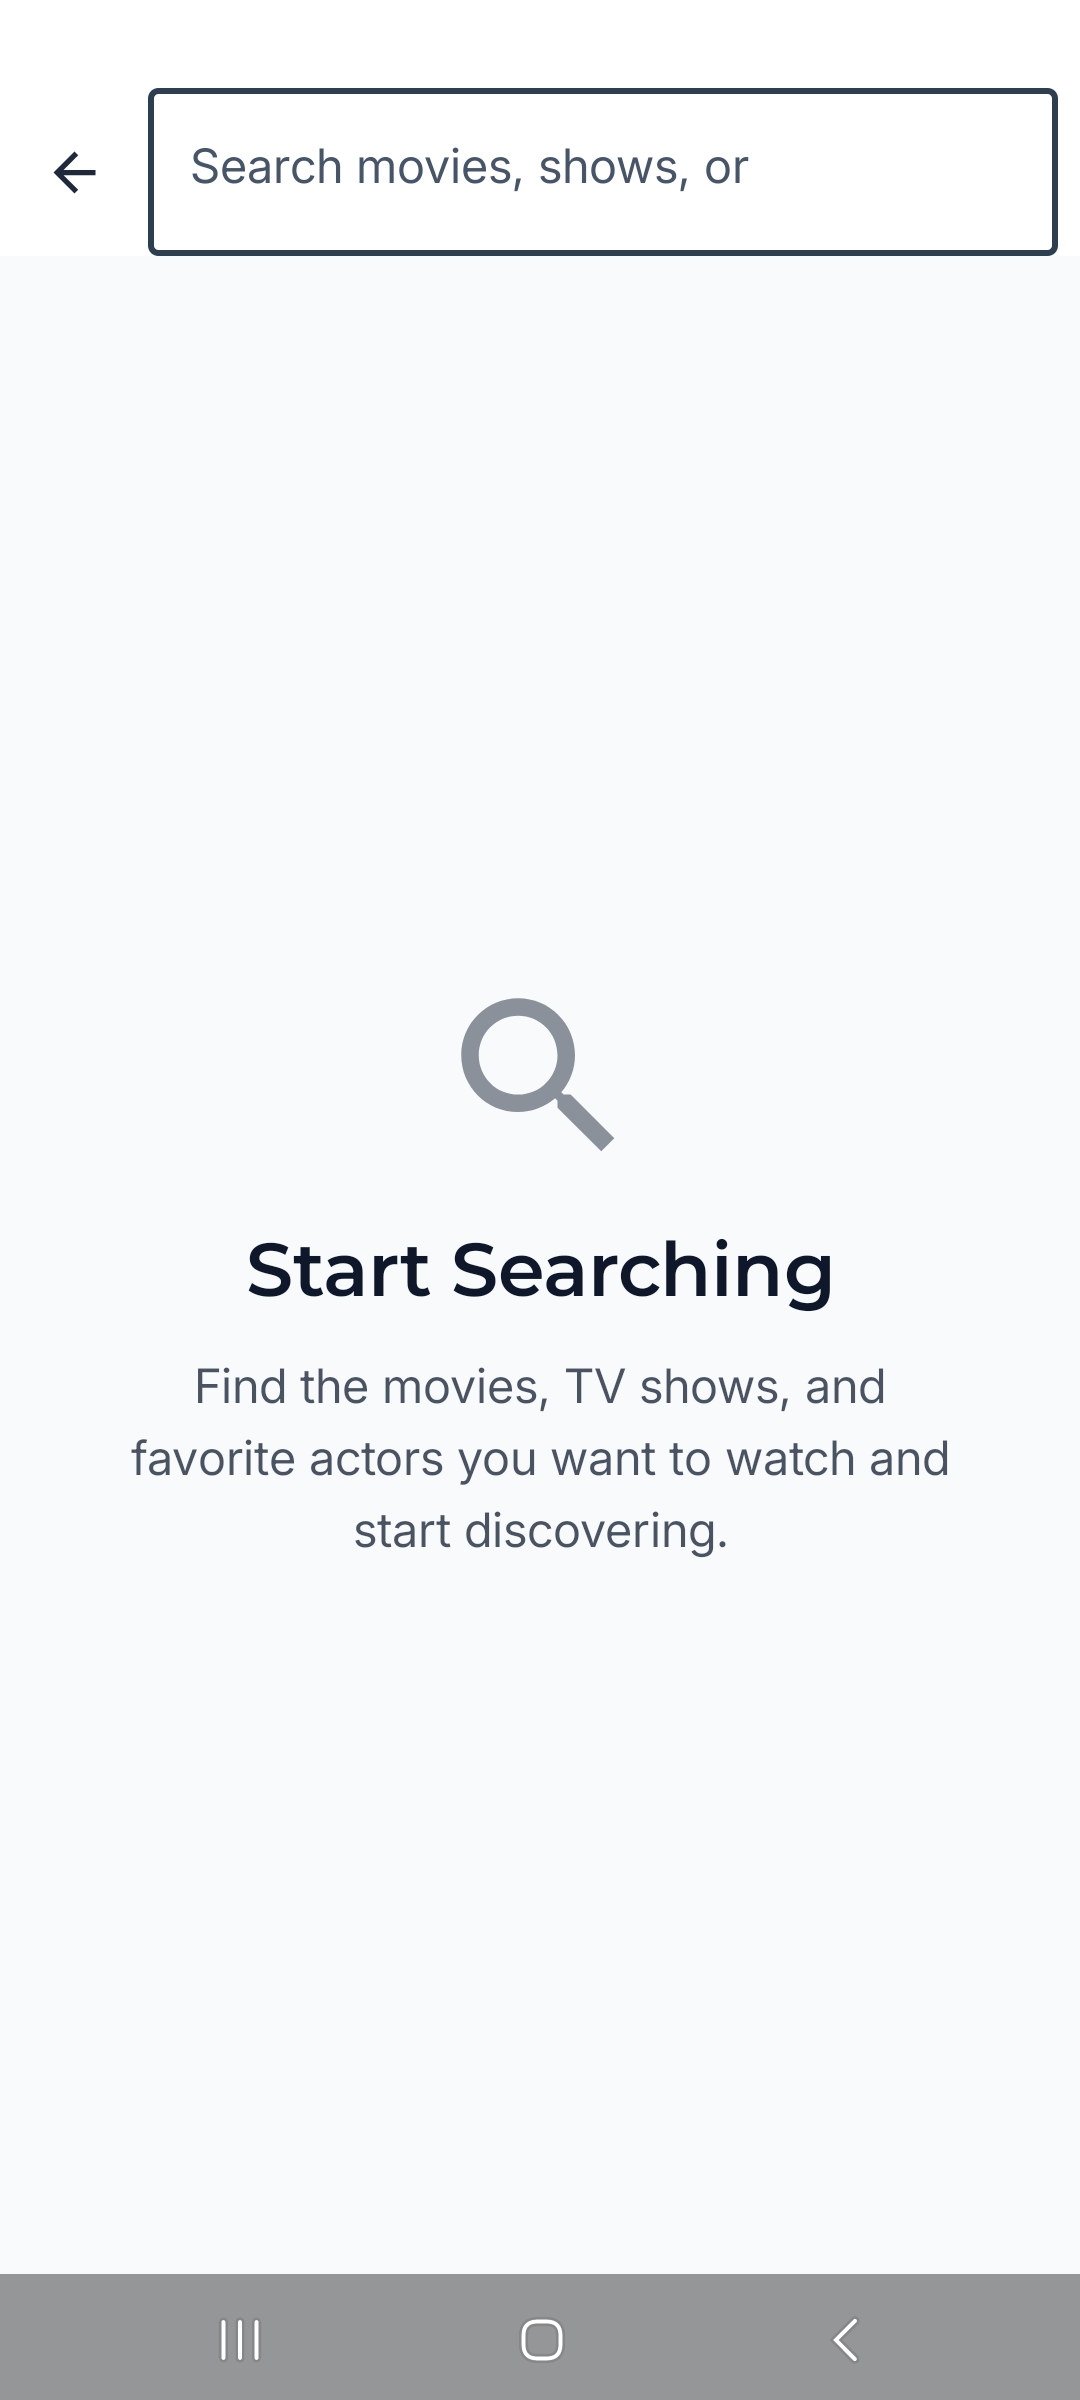 Search movies, shows, or
Start Searching
Find the movies, TV shows, and
favorite actors you want to watch and
start discovering.